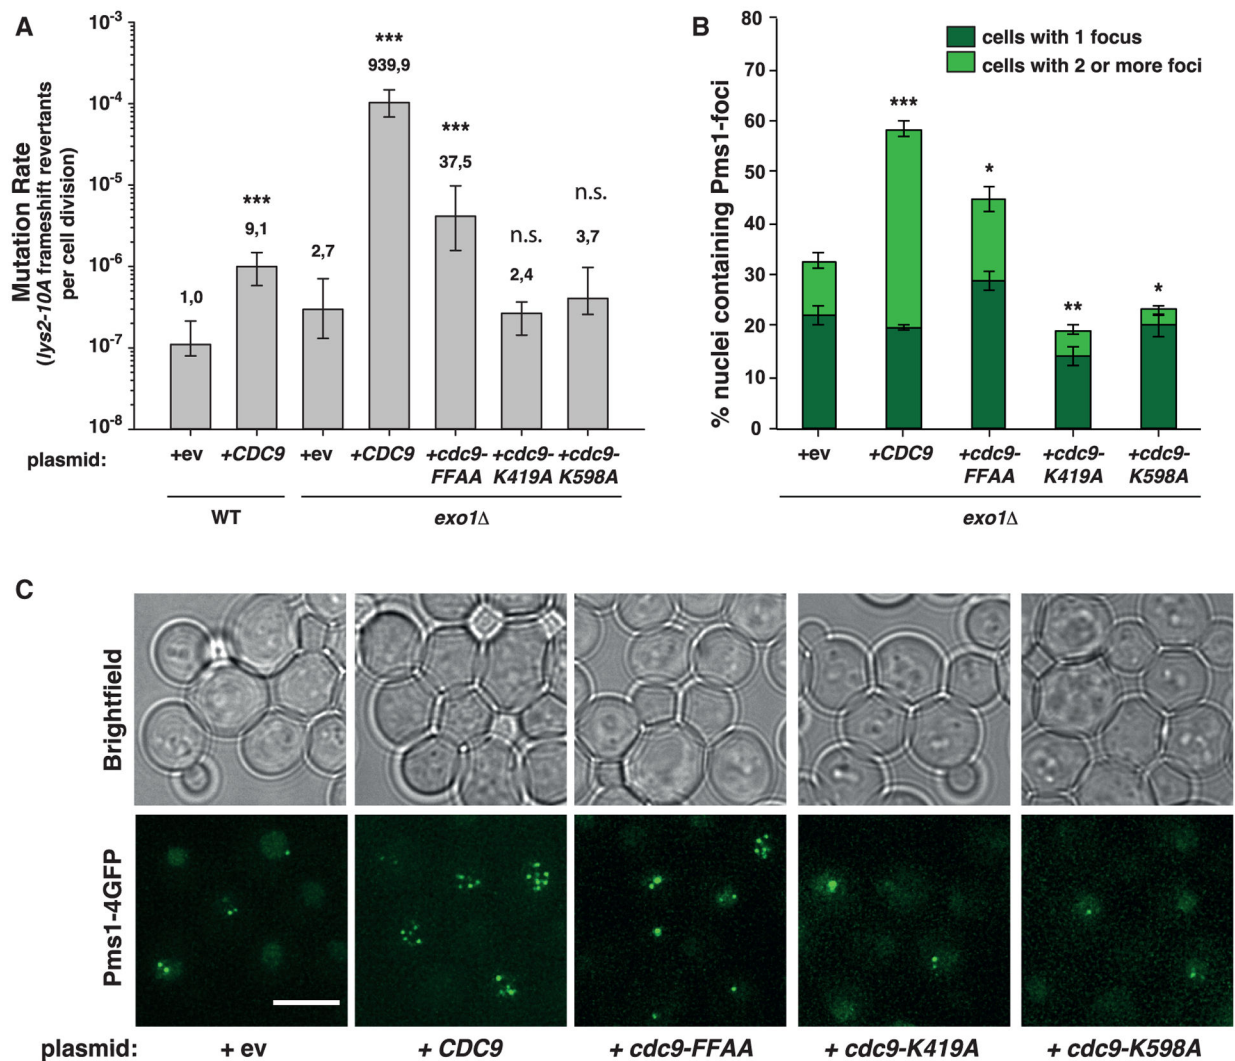 A
Mutation Rate
(lys2-10A frameshift revertants
per cell division)
10-3
10-4
10-5
10-6
10-7
10-8
1,0
***
9,1
2,7
***
939,9
***
37,5
n.s.
2,4
n.s.
3,7
plasmid:
+ev
+CDC9
+ev
+CDC9
+cdc9-
FFAA
+cdc9-
K419A
+cdc9-
K598A
WT
exo1Δ
B
% nuclei containing Pms1-foci
80
70
60
50
40
30
20
10
0
cells with 1 focus
cells with 2 or more foci
***
*
**
*
+ev
+CDC9
+cdc9-
FFAA
+cdc9-
K419A
+cdc9-
K598A
exo1Δ
C
Brightfield
Pms1-4GFP
plasmid:
+ ev
+ CDC9
+ cdc9-FFAA
+ cdc9-K419A
+ cdc9-K598A